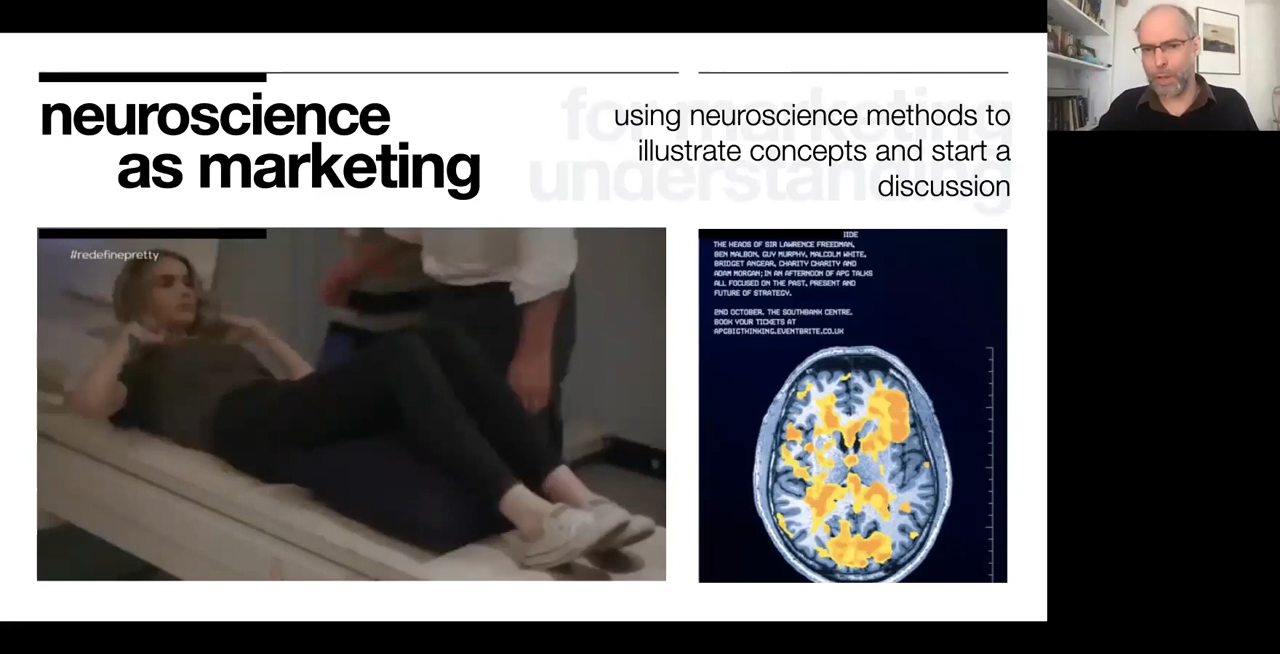 neuroscience
as marketing
for marketing
understanding
using neuroscience methods to
illustrate concepts and start a
discussion
#redefinepretty
THE HEADS OF SIR LAWRENCE FREEDMAN,
BEN MALBON, GUY MURPHY, MALCOLM WHITE,
BRIDGET ANGEAR, CHARITY CHARITY AND
ADAM MORGAN; IN AN AFTERNOON OF APG TALKS
ALL FOCUSED ON THE PAST, PRESENT AND
FUTURE OF STRATEGY.
2ND OCTOBER. THE SOUTHBANK CENTRE.
BOOK YOUR TICKETS AT
APGBIGTHINKING.EVENTBRITE.CO.UK